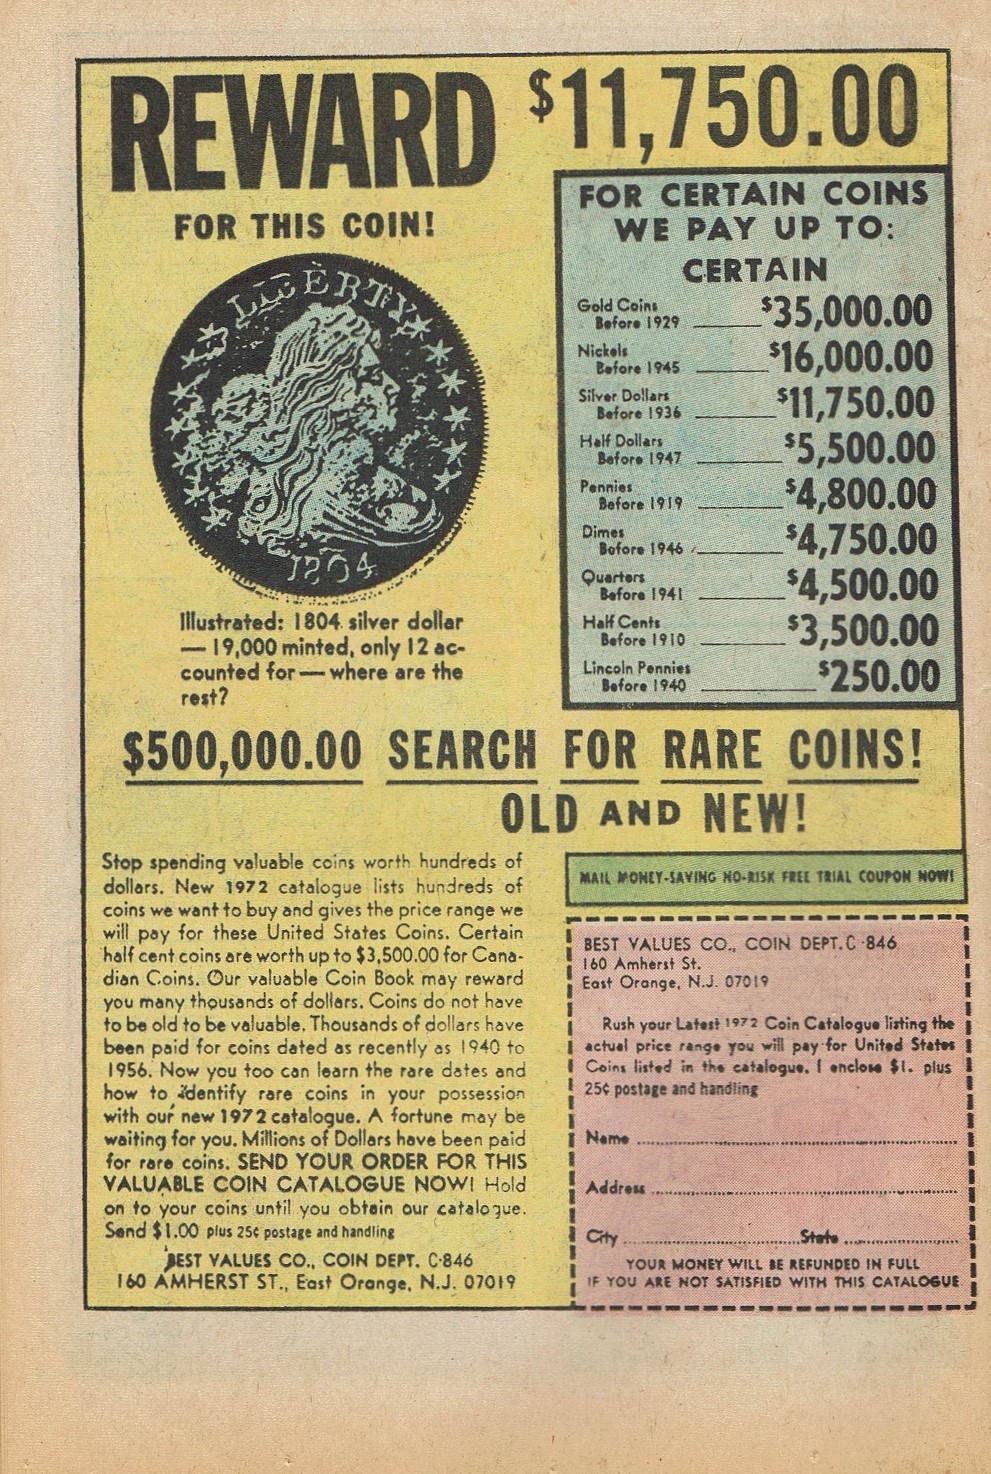 REWARD $11,750.00
FOR THIS COIN!
LIBERTY
1804
Illustrated: 1804 silver dollar
— 19,000 minted, only 12 ac-
counted for — where are the
rest?
FOR CERTAIN COINS
WE PAY UP TO:
CERTAIN
Gold Coins
Before 1929 $35,000.00
Nickels
Before 1945 $16,000.00
Silver Dollars
Before 1936 $11,750.00
Half Dollars
Before 1947 $5,500.00
Pennies
Before 1919 $4,800.00
Dimes
Before 1946 $4,750.00
Quarters
Before 1941 $4,500.00
Half Cents
Before 1910 $3,500.00
Lincoln Pennies
Before 1940 $250.00
$500,000.00 SEARCH FOR RARE COINS!
OLD AND NEW!
Stop spending valuable coins worth hundreds of
dollars. New 1972 catalogue lists hundreds of
coins we want to buy and gives the price range we
will pay for these United States Coins. Certain
half cent coins are worth up to $3,500.00 for Cana-
dian Coins. Our valuable Coin Book may reward
you many thousands of dollars. Coins do not have
to be old to be valuable. Thousands of dollars have
been paid for coins dated as recently as 1940 to
1956. Now you too can learn the rare dates and
how to identify rare coins in your possession
with our new 1972 catalogue. A fortune may be
waiting for you. Millions of Dollars have been paid
for rare coins. SEND YOUR ORDER FOR THIS
VALUABLE COIN CATALOGUE NOW! Hold
on to your coins until you obtain our catalogue.
Send $1.00 plus 25¢ postage and handling
BEST VALUES CO., COIN DEPT. C-846
160 AMHERST ST., East Orange, N.J. 07019
MAIL MONEY-SAVING NO-RISK FREE TRIAL COUPON NOW!
BEST VALUES CO., COIN DEPT. C-846
160 Amherst St.
East Orange, N.J. 07019
Rush your Latest 1972 Coin Catalogue listing the
actual price range you will pay for United States
Coins listed in the catalogue. I enclose $1. plus
25¢ postage and handling
Name
Address
City State
YOUR MONEY WILL BE REFUNDED IN FULL
IF YOU ARE NOT SATISFIED WITH THIS CATALOGUE